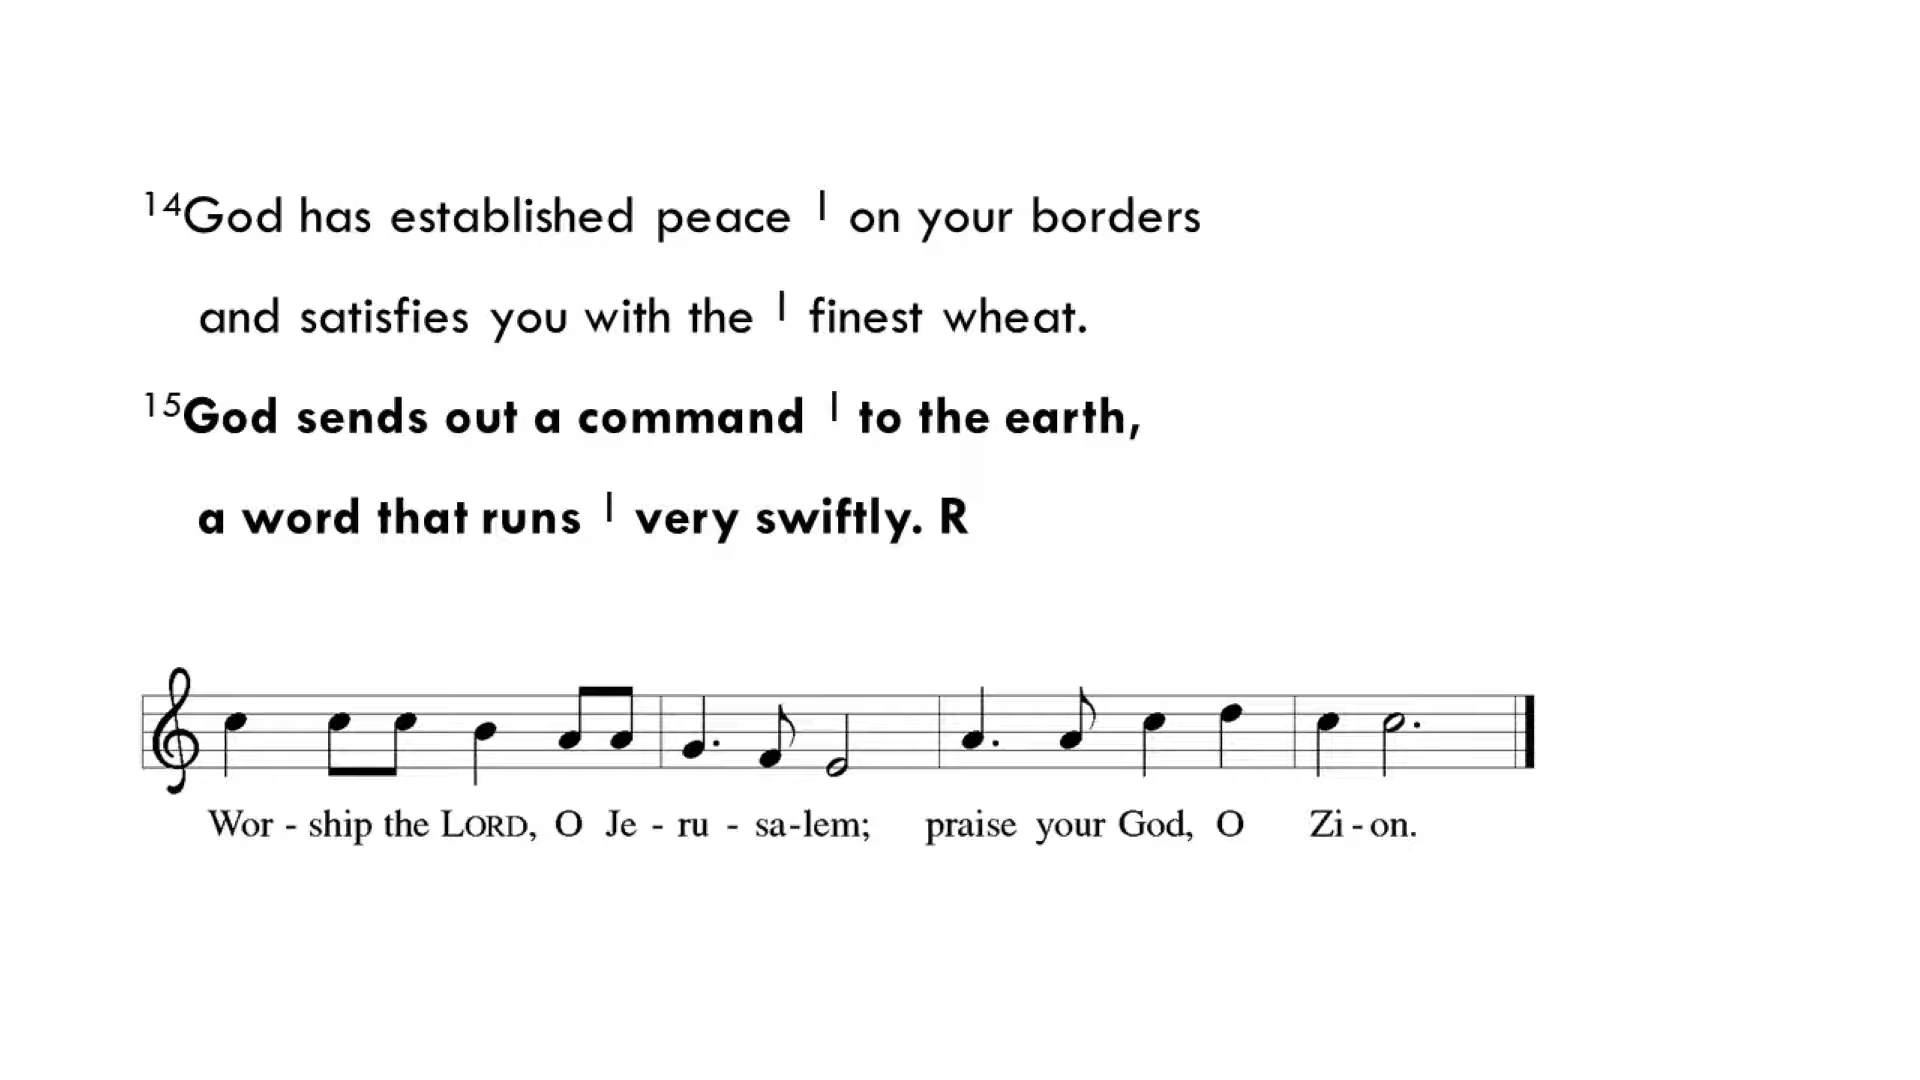 ¹⁴God has established peace ˈ on your borders
and satisfies you with the ˈ finest wheat.
¹⁵God sends out a command ˈ to the earth,
a word that runs ˈ very swiftly. R
Wor - ship the LORD, O Je - ru - sa-lem; praise your God, O Zi-on.